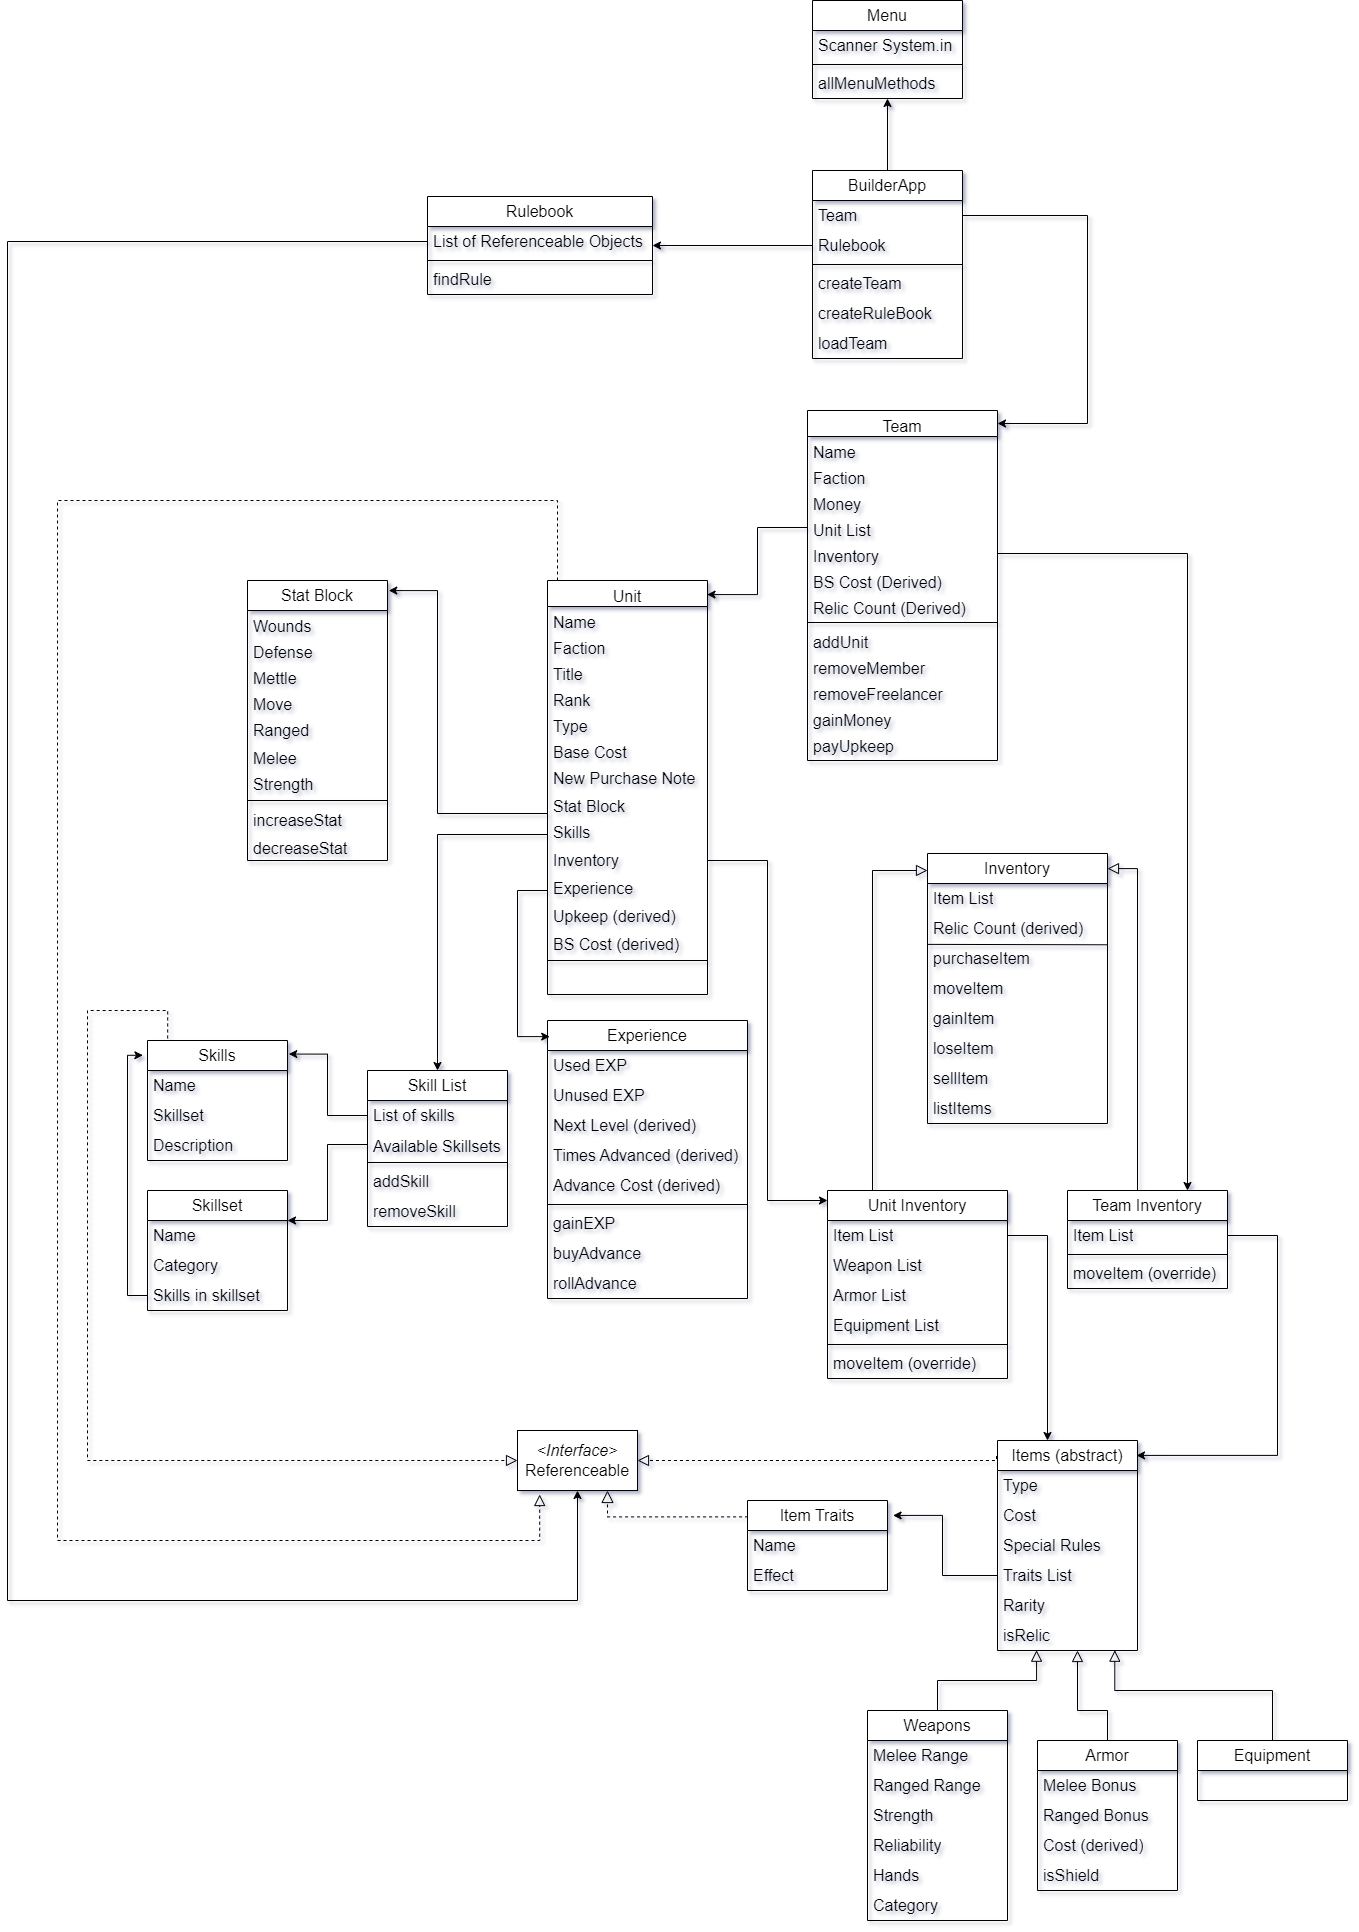 Menu
Scanner System.in
allMenuMethods
BuilderApp
Team
Rulebook
createTeam
createRuleBook
loadTeam
Rulebook
List of Referenceable Objects
findRule
Team
Name
Faction
Money
Unit List
Inventory
BS Cost (Derived)
Relic Count (Derived)
addUnit
removeMember
removeFreelancer
gainMoney
payUpkeep
Stat Block
Wounds
Defense
Mettle
Move
Ranged
Melee
Strength
increaseStat
decreaseStat
Unit
Name
Faction
Title
Rank
Type
Base Cost
New Purchase Note
Stat Block
Skills
Inventory
Experience
Upkeep (derived)
BS Cost (derived)
Inventory
Item List
Relic Count (derived)
purchaseItem
moveItem
gainItem
loseItem
sellItem
listItems
Skills
Name
Skillset
Description
Skill List
List of skills
Available Skillsets
addSkill
removeSkill
Experience
Used EXP
Unused EXP
Next Level (derived)
Times Advanced (derived)
Advance Cost (derived)
gainEXP
buyAdvance
rollAdvance
Skillset
Name
Category
Skills in skillset
Unit Inventory
Item List
Weapon List
Armor List
Equipment List
moveItem (override)
Team Inventory
Item List
moveItem (override)
<Interface>
Referenceable
Items (abstract)
Type
Cost
Special Rules
Traits List
Rarity
isRelic
Item Traits
Name
Effect
Weapons
Melee Range
Ranged Range
Strength
Reliability
Hands
Category
Armor
Melee Bonus
Ranged Bonus
Cost (derived)
isShield
Equipment